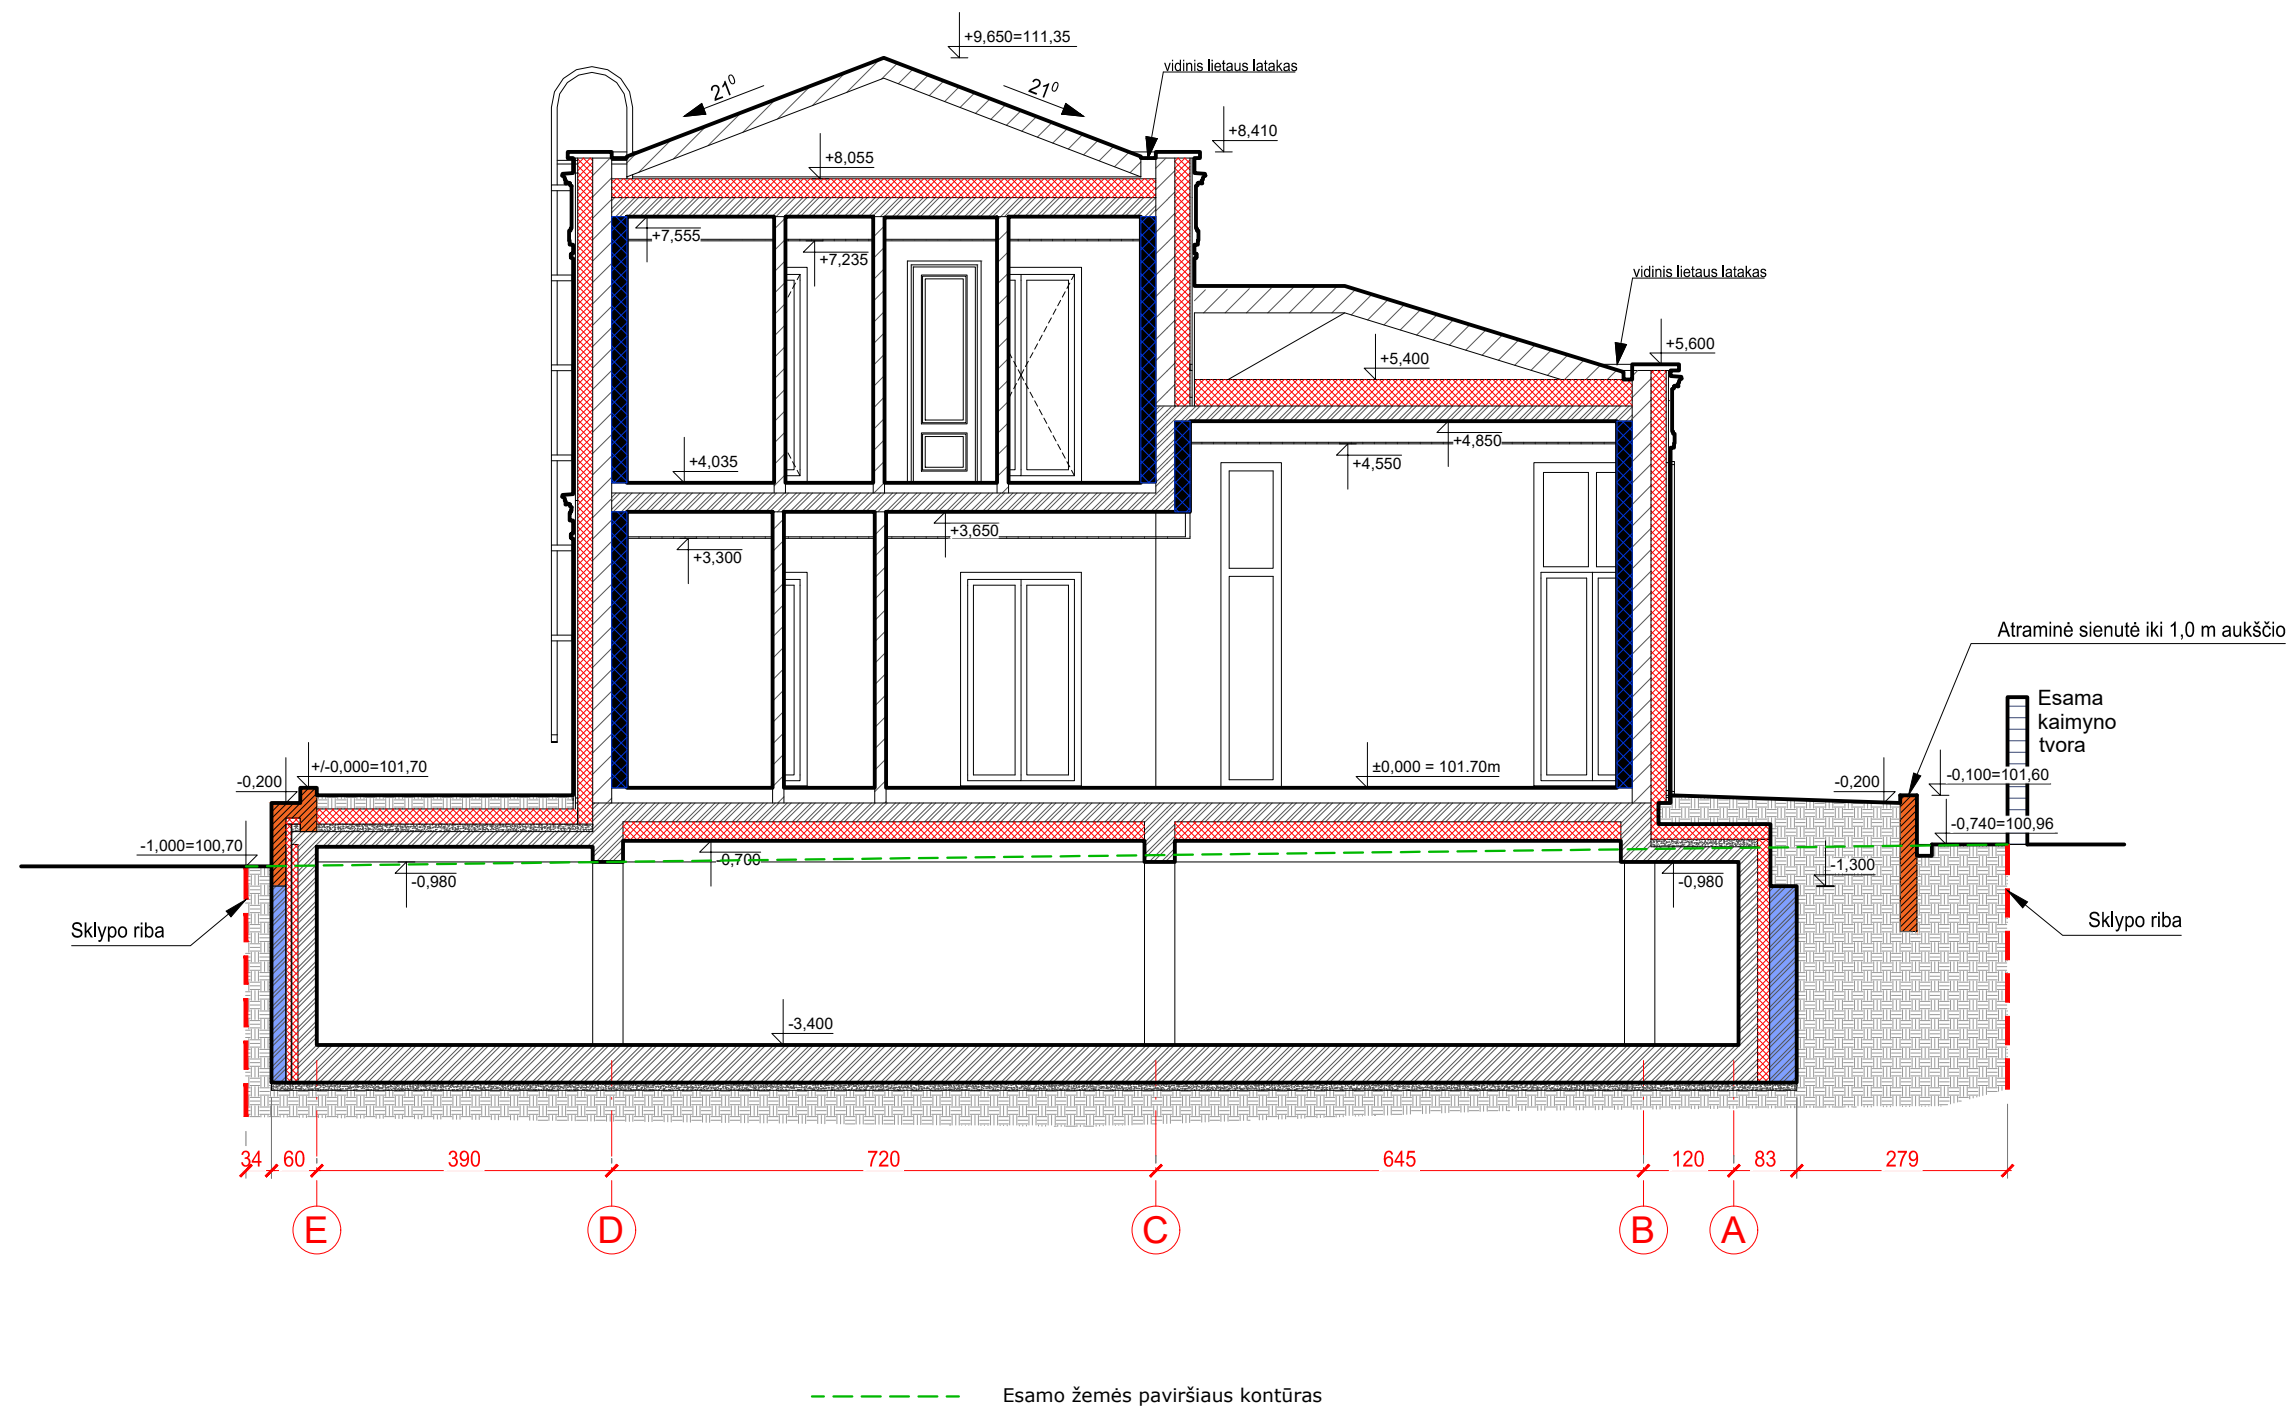 +9,650=111,35
vidinis lietaus latakas
21⁰
21⁰
+8,410
+8,055
+7,555
+7,235
vidinis lietaus latakas
+5,600
+5,400
+4,850
+4,550
+4,035
+3,650
+3,300
Atraminė sienutė iki 1,0 m aukščio
Esama
kaimyno
tvora
+/-0,000=101,70
±0,000 = 101.70m
-0,200
-0,200
-0,100=101,60
-0,740=100,96
-1,000=100,70
-0,700
-0,980
-0,980
-1,300
Sklypo riba
Sklypo riba
-3,400
34
60
390
720
645
120
83
279
E
D
C
B
A
Esamo žemės paviršiaus kontūras